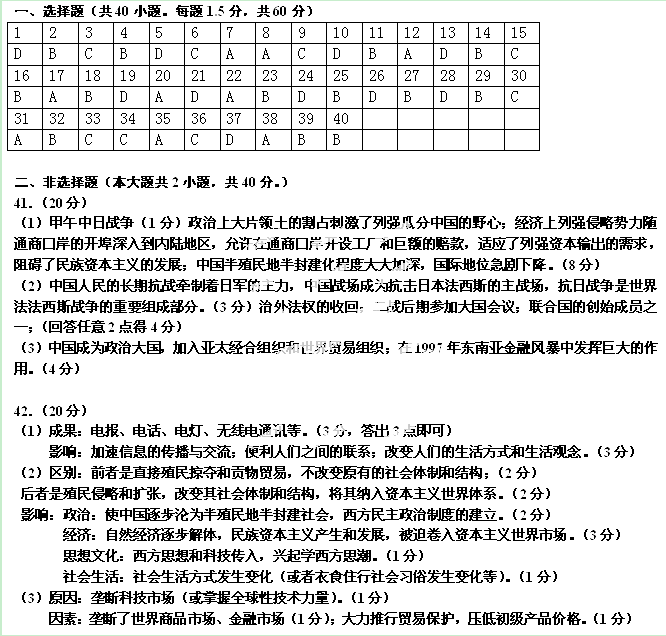 一、选择题（共40 小题。每题 1.5 分，共60 分）
1 2 3 4 5 6 7 8 9 10 11 12 13 14 15
D B C B D C A A C D B A D B C
16 17 18 19 20 21 22 23 24 25 26 27 28 29 30
B A B D A D A B D B D B D B C
31 32 33 34 35 36 37 38 39 40
A B C C A C D A B B
二、非选择题（本大题共 2 小题，共 40 分。）
41.（20 分）
（1）甲午中日战争（1 分）政治上大片领土的割占刺激了列强瓜分中国的野心；经济上列强侵略势力随
通商口岸的开埠深入到内陆地区，允许在通商口岸开设工厂和巨额的赔款，适应了列强资本输出的需求，
阻碍了民族资本主义的发展；中国半殖民地半封建化程度大大加深，国际地位急剧下降。（8 分）
（2）中国人民的长期抗战牵制着日军的主力，中国战场成为抗击日本法西斯的主战场，抗日战争是世界
法法西斯战争的重要组成部分。（3 分）治外法权的收回；二战后期参加大国会议；联合国的创始成员之
一；（回答任意 2 点得 4 分）
（3）中国成为政治大国，加入亚太经合组织和世界贸易组织；在 1997 年东南亚金融风暴中发挥巨大的作
用。（4 分）
42.（20 分）
（1）成果：电报、电话、电灯、无线电通讯等。（3 分，答出 3 点即可）
影响：加速信息的传播与交流；便利人们之间的联系；改变人们的生活方式和生活观念。（3 分）
（2）区别：前者是直接殖民掠夺和贡物贸易，不改变原有的社会体制和结构；（2 分）
后者是殖民侵略和扩张，改变其社会体制和结构，将其纳入资本主义世界体系。（2 分）
影响：政治：使中国逐步沦为半殖民地半封建社会，西方民主政治制度的建立。（2 分）
经济：自然经济逐步解体，民族资本主义产生和发展，被迫卷入资本主义世界市场。（3 分）
思想文化：西方思想和科技传入，兴起学西方思潮。（1 分）
社会生活：社会生活方式发生变化（或者衣食住行社会习俗发生变化等）。（1 分）
（3）原因：垄断科技市场（或掌握全球性技术力量）。（1 分）
因素：垄断了世界商品市场、金融市场（1 分）；大力推行贸易保护，压低初级产品价格。（1 分）